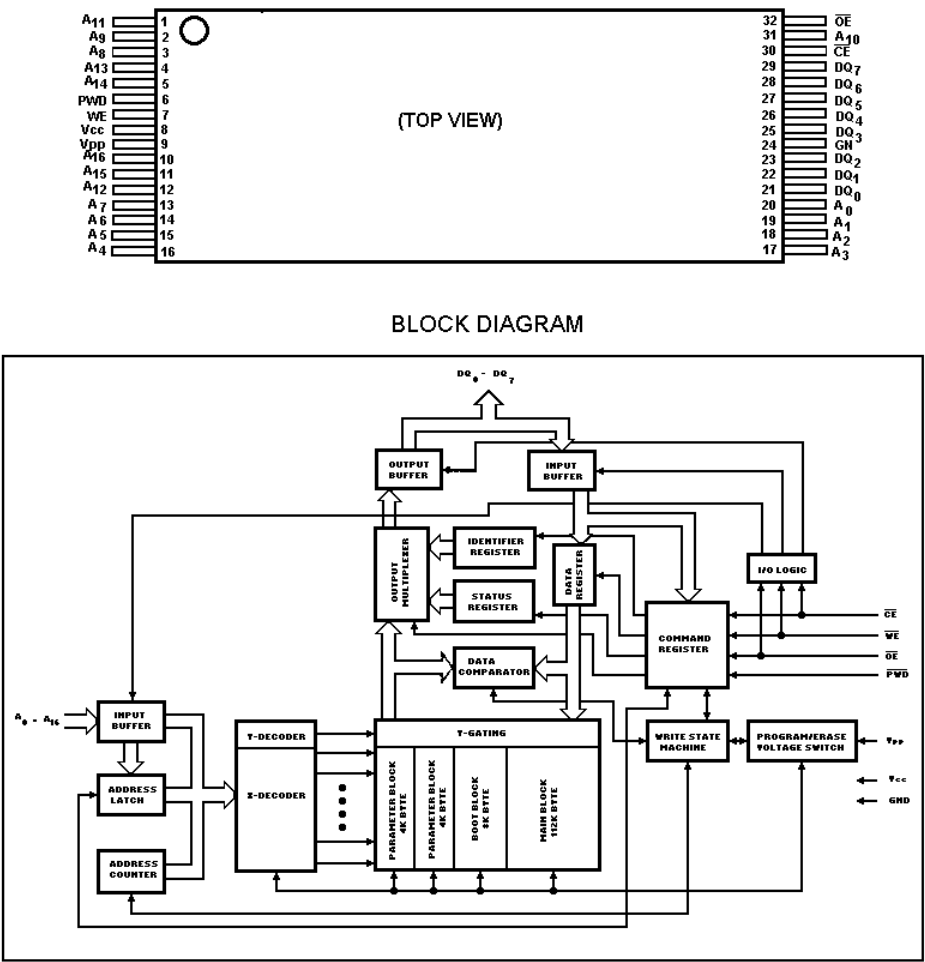 A11 1
A9 2
A8 3
A13 4
A14 5
PWD 6
WE 7
Vcc 8
Vpp 9
A16 10
A15 11
A12 12
A7 13
A6 14
A5 15
A4 16
(TOP VIEW)
32 OE
31 A10
30 CE
29 DQ7
28 DQ6
27 DQ5
26 DQ4
25 DQ3
24 GN
23 DQ2
22 DQ1
21 DQ0
20 A0
19 A1
18 A2
17 A3
BLOCK DIAGRAM
DQ0 - DQ7
OUTPUT
BUFFER
INPUT
BUFFER
OUTPUT
MULTIPLEXER
IDENTIFIER
REGISTER
DATA
REGISTER
I/O LOGIC
STATUS
REGISTER
COMMAND
REGISTER
CE
WE
OE
PWD
DATA
COMPARATOR
A0 - A16
INPUT
BUFFER
Y-DECODER
Y-GATING
WRITE STATE
MACHINE
PROGRAM/ERASE
VOLTAGE SWITCH
Vpp
ADDRESS
LATCH
X-DECODER
PARAMETER BLOCK
4K BYTE
PARAMETER BLOCK
4K BYTE
BOOT BLOCK
8K BYTE
MAIN BLOCK
112K BYTE
Vcc
GND
ADDRESS
COUNTER